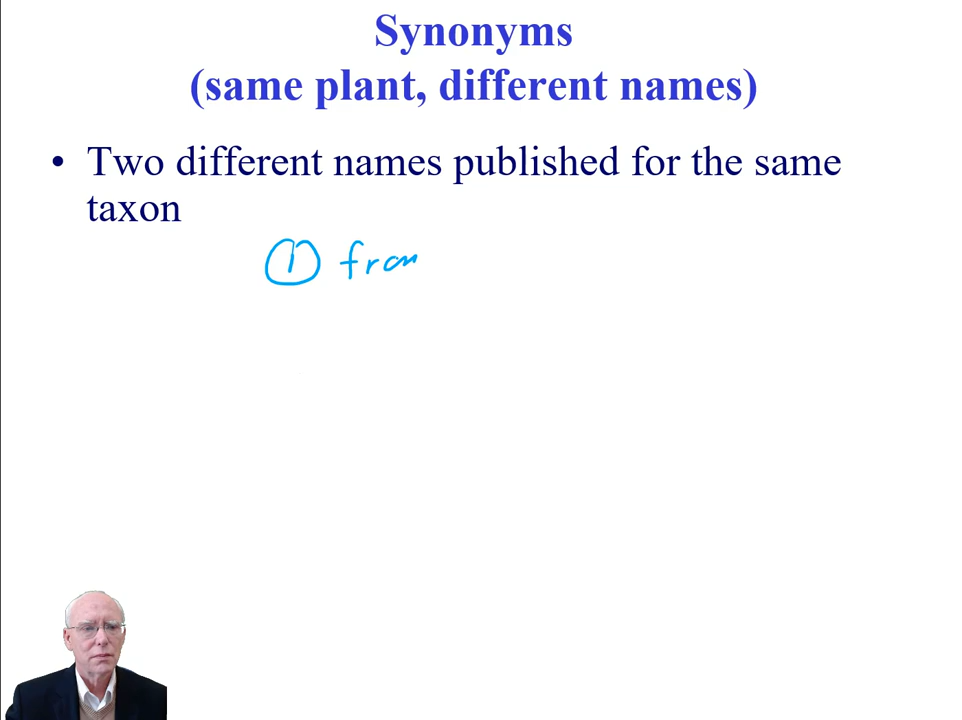 Synonyms
(same plant, different names)
• Two different names published for the same
taxon
① from